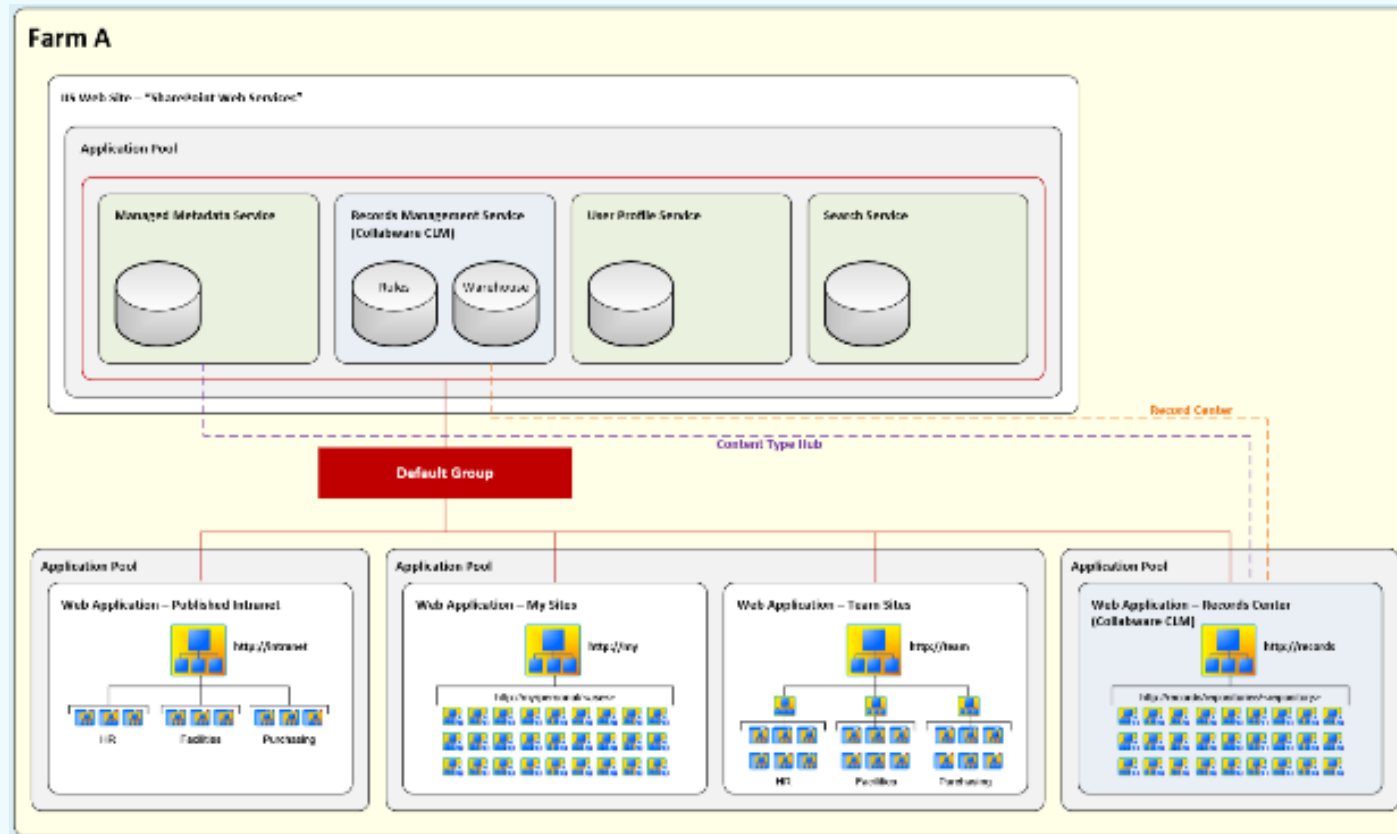 Farm A
IIS Web Site – "SharePoint Web Services"
Application Pool
Managed Metadata Service
Records Management Service
(Collabware CLM)
User Profile Service
Search Service
Rules
Warehouse
Record Center
Content Type Hub
Default Group
Application Pool
Application Pool
Application Pool
Web Application – Published Intranet
Web Application – My Sites
Web Application – Team Sites
Web Application – Records Center
(Collabware CLM)
http://intranet
http://my
http://team
http://records
HR
Facilities
Purchasing
HR
Facilities
Purchasing